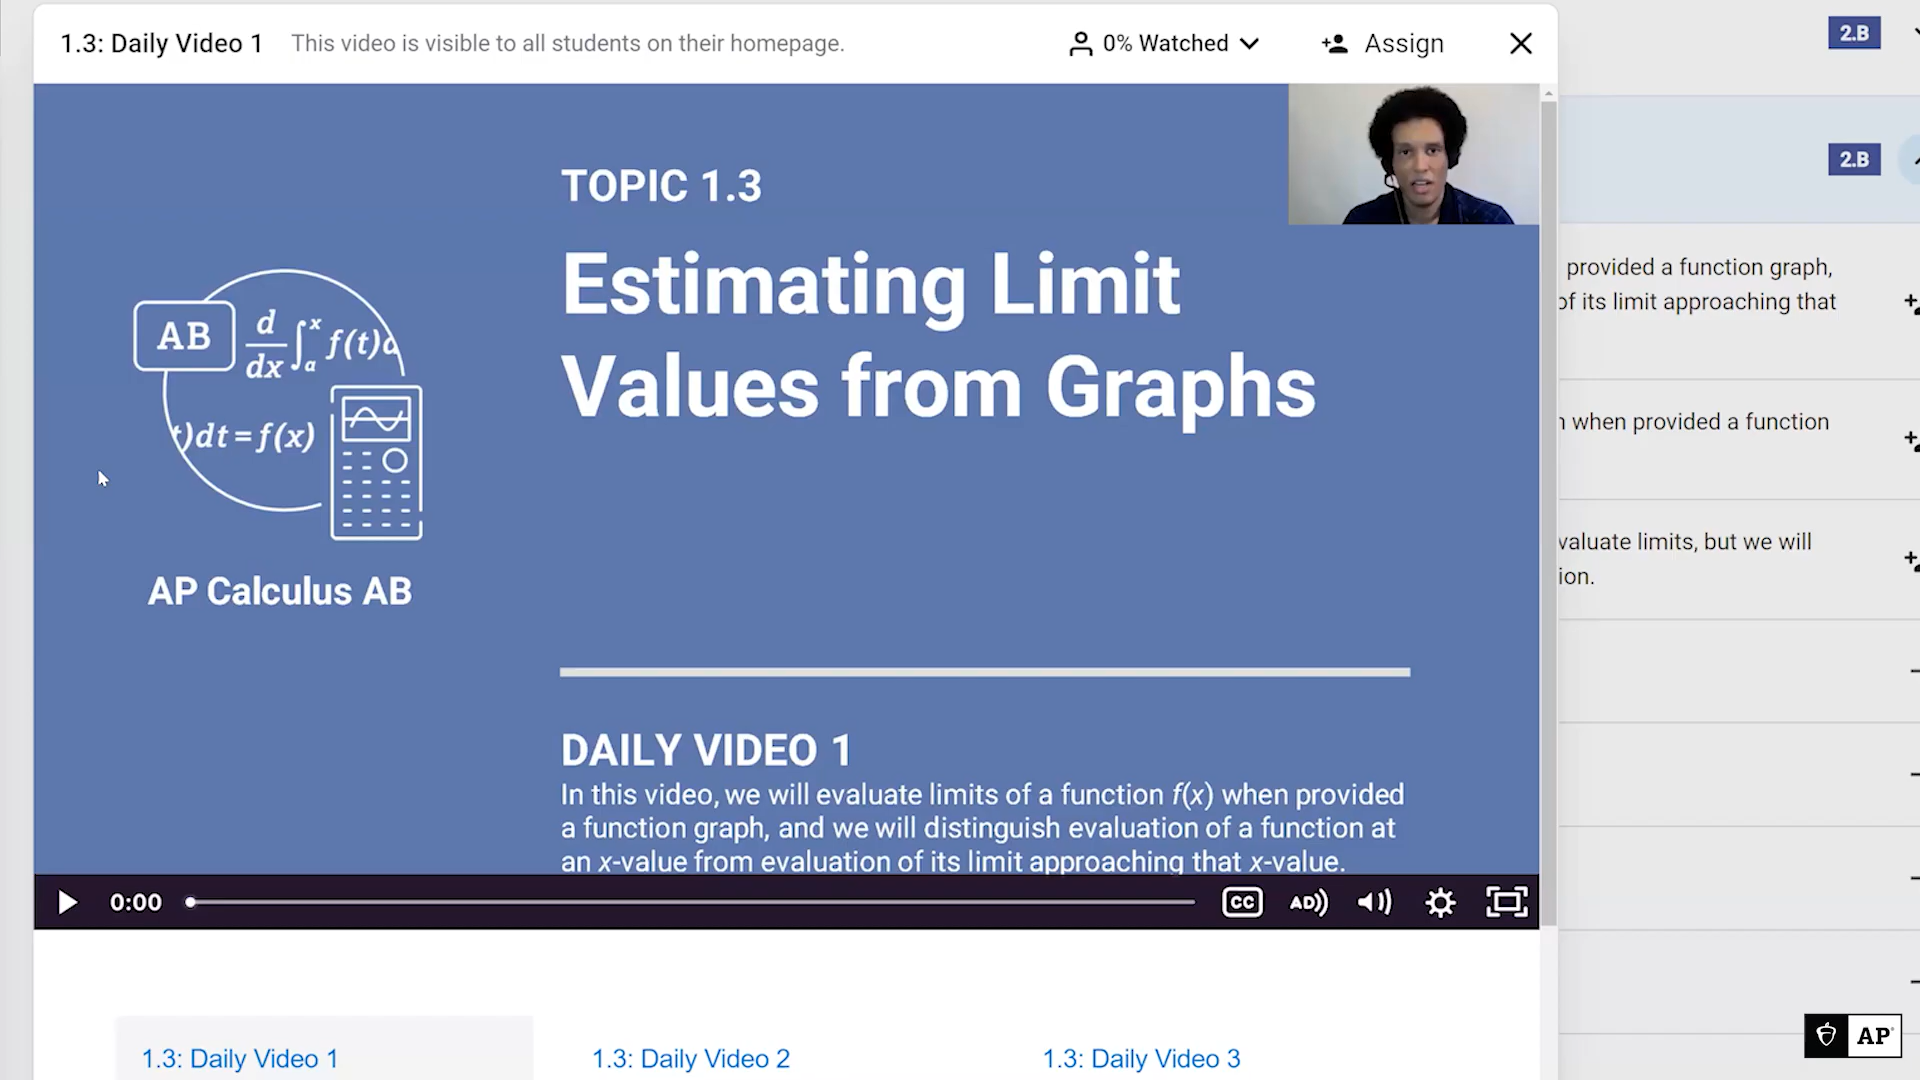 1.3: Daily Video 1 This video is visible to all students on their homepage. 0% Watched Assign
2.B
TOPIC 1.3
Estimating Limit
Values from Graphs
AB
d/dx ∫ₐˣ f(t)d
t)dt = f(x)
AP Calculus AB
DAILY VIDEO 1
In this video, we will evaluate limits of a function f(x) when provided
a function graph, and we will distinguish evaluation of a function at
an x-value from evaluation of its limit approaching that x-value.
0:00
CC AD
1.3: Daily Video 1
1.3: Daily Video 2
1.3: Daily Video 3
2.B
provided a function graph,
of its limit approaching that
when provided a function
valuate limits, but we will
ion.
AP